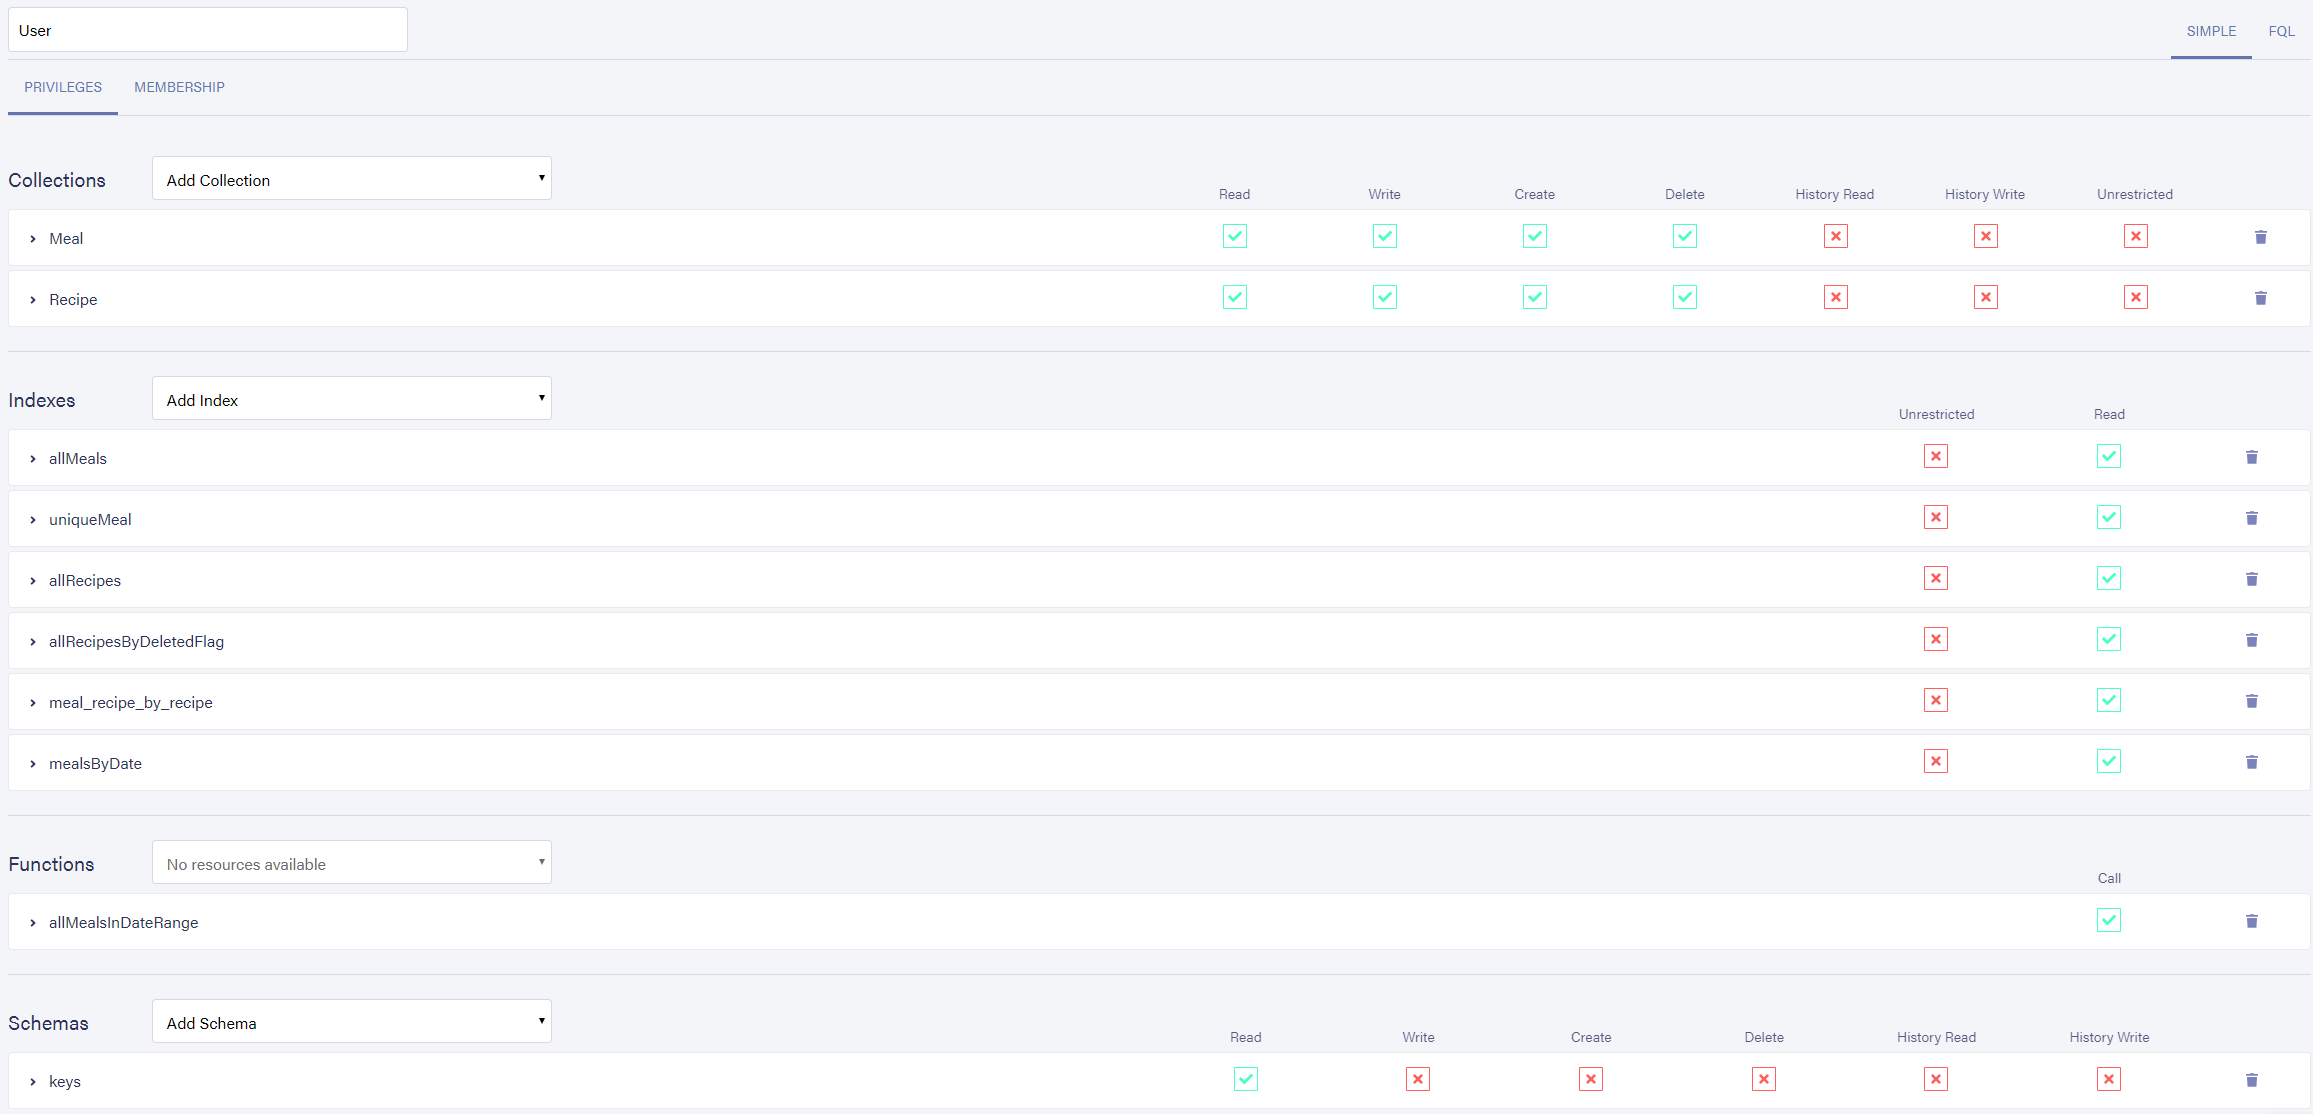 User
SIMPLE FQL
PRIVILEGES MEMBERSHIP
Collections Add Collection
Read Write Create Delete History Read History Write Unrestricted
Meal
Recipe
Indexes Add Index
Unrestricted Read
allMeals
uniqueMeal
allRecipes
allRecipesByDeletedFlag
meal_recipe_by_recipe
mealsByDate
Functions No resources available
Call
allMealsInDateRange
Schemas Add Schema
Read Write Create Delete History Read History Write
keys